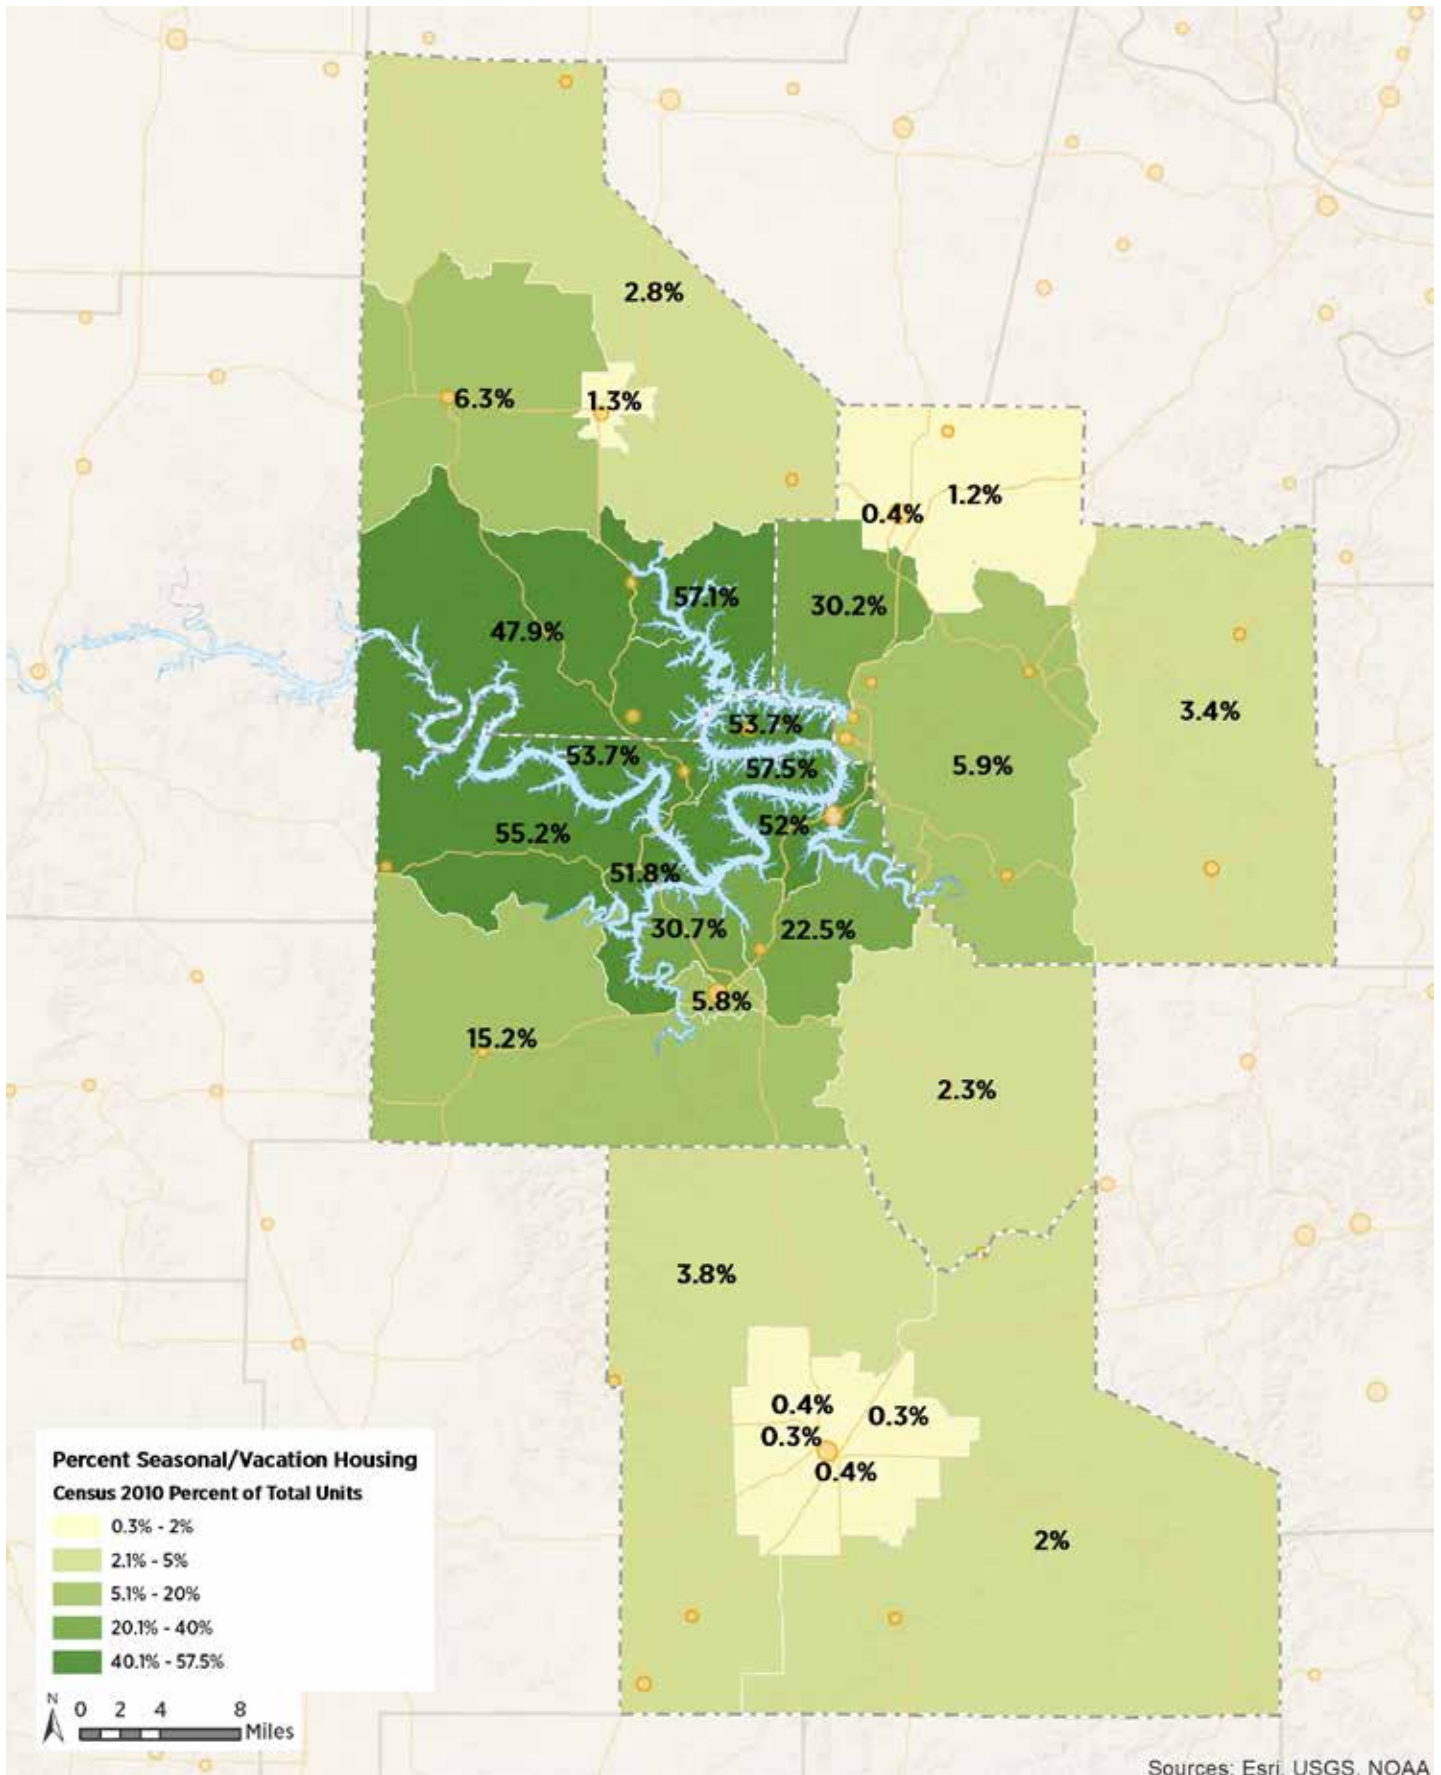 2.8%
6.3%
1.3%
1.2%
0.4%
57.1%
30.2%
47.9%
3.4%
53.7%
53.7%
57.5%
5.9%
55.2%
52%
51.8%
30.7%
22.5%
5.8%
15.2%
2.3%
3.8%
0.4%
0.3%
0.3%
0.4%
2%
Percent Seasonal/Vacation Housing
Census 2010 Percent of Total Units
0.3% - 2%
2.1% - 5%
5.1% - 20%
20.1% - 40%
40.1% - 57.5%
N
0 2 4 8
Miles
Sources: Esri, USGS, NOAA